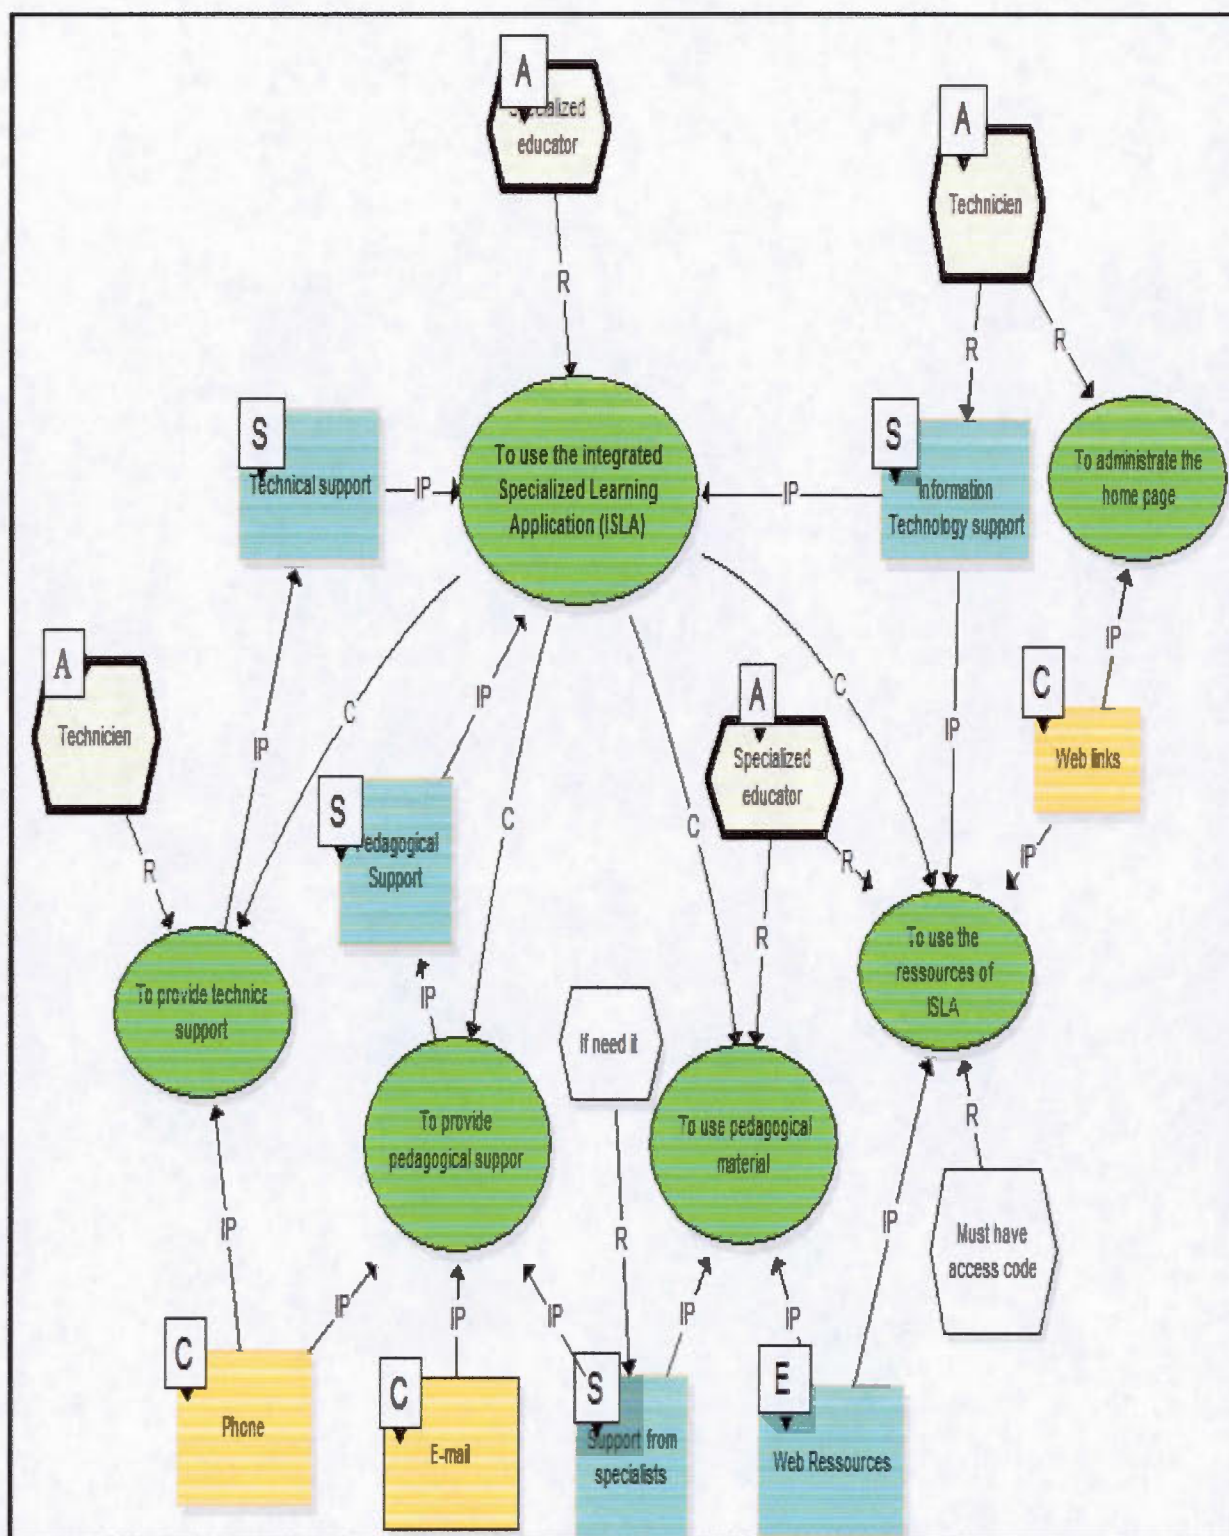 A
Specialized
educator
A
Technicien
R
R
R
S
Technical support
IP
To use the integrated
Specialized Learning
Application (ISLA)
IP
S
Information
Technology support
To administrate the
home page
A
Technicien
IP
C
IP
S
Pedagogical
Support
C
C
A
Specialized
educator
C
IP
IP
C
Web links
R
R
R
IP
To provide technica
support
IP
If need it
To use the
ressources of
ISLA
To provide
pedagogical suppor
To use pedagogical
material
R
Must have
access code
IP
R
IP
IP
IP
IP
IP
IP
C
Phone
C
E-mail
S
Support from
specialists
E
Web Ressources